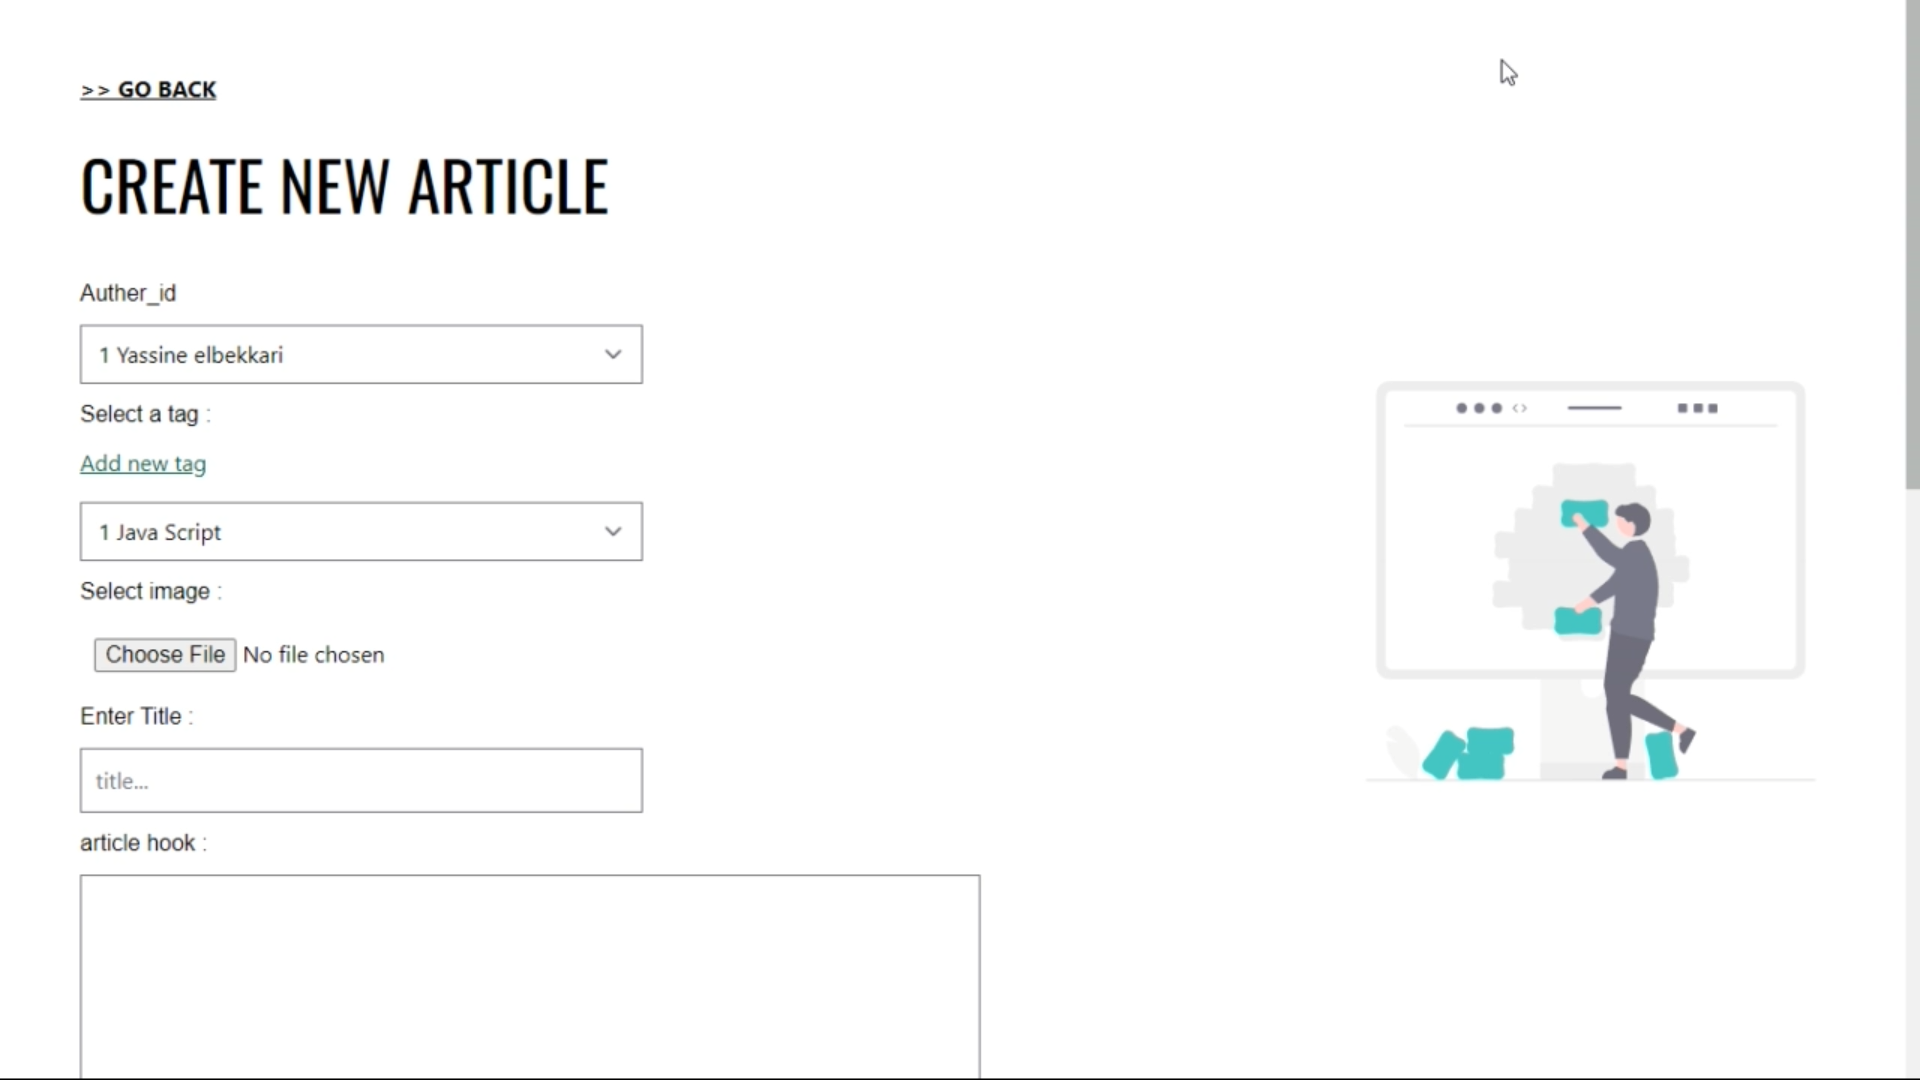 >> GO BACK
CREATE NEW ARTICLE
Auther_id
1 Yassine elbekkari
Select a tag :
Add new tag
1 Java Script
Select image :
Choose File No file chosen
Enter Title :
title...
article hook :